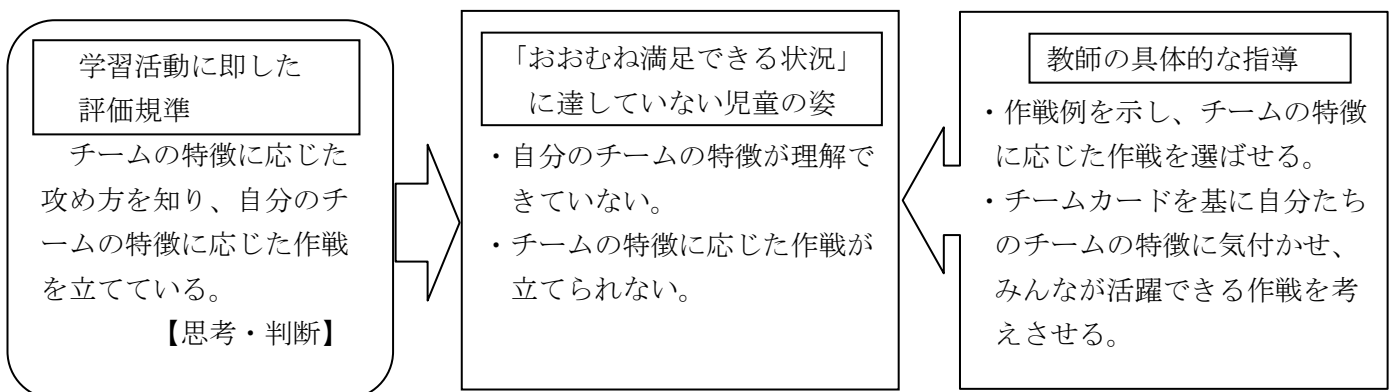 学習活動に即した
評価規準
チームの特徴に応じた
攻め方を知り、自分のチ
ームの特徴に応じた作戦
を立てている。
【思考・判断】
「おおむね満足できる状況」
に達していない児童の姿
・自分のチームの特徴が理解で
きていない。
・チームの特徴に応じた作戦が
立てられない。
教師の具体的な指導
・作戦例を示し、チームの特徴
に応じた作戦を選ばせる。
・チームカードを基に自分たち
のチームの特徴に気付かせ、
みんなが活躍できる作戦を考
えさせる。